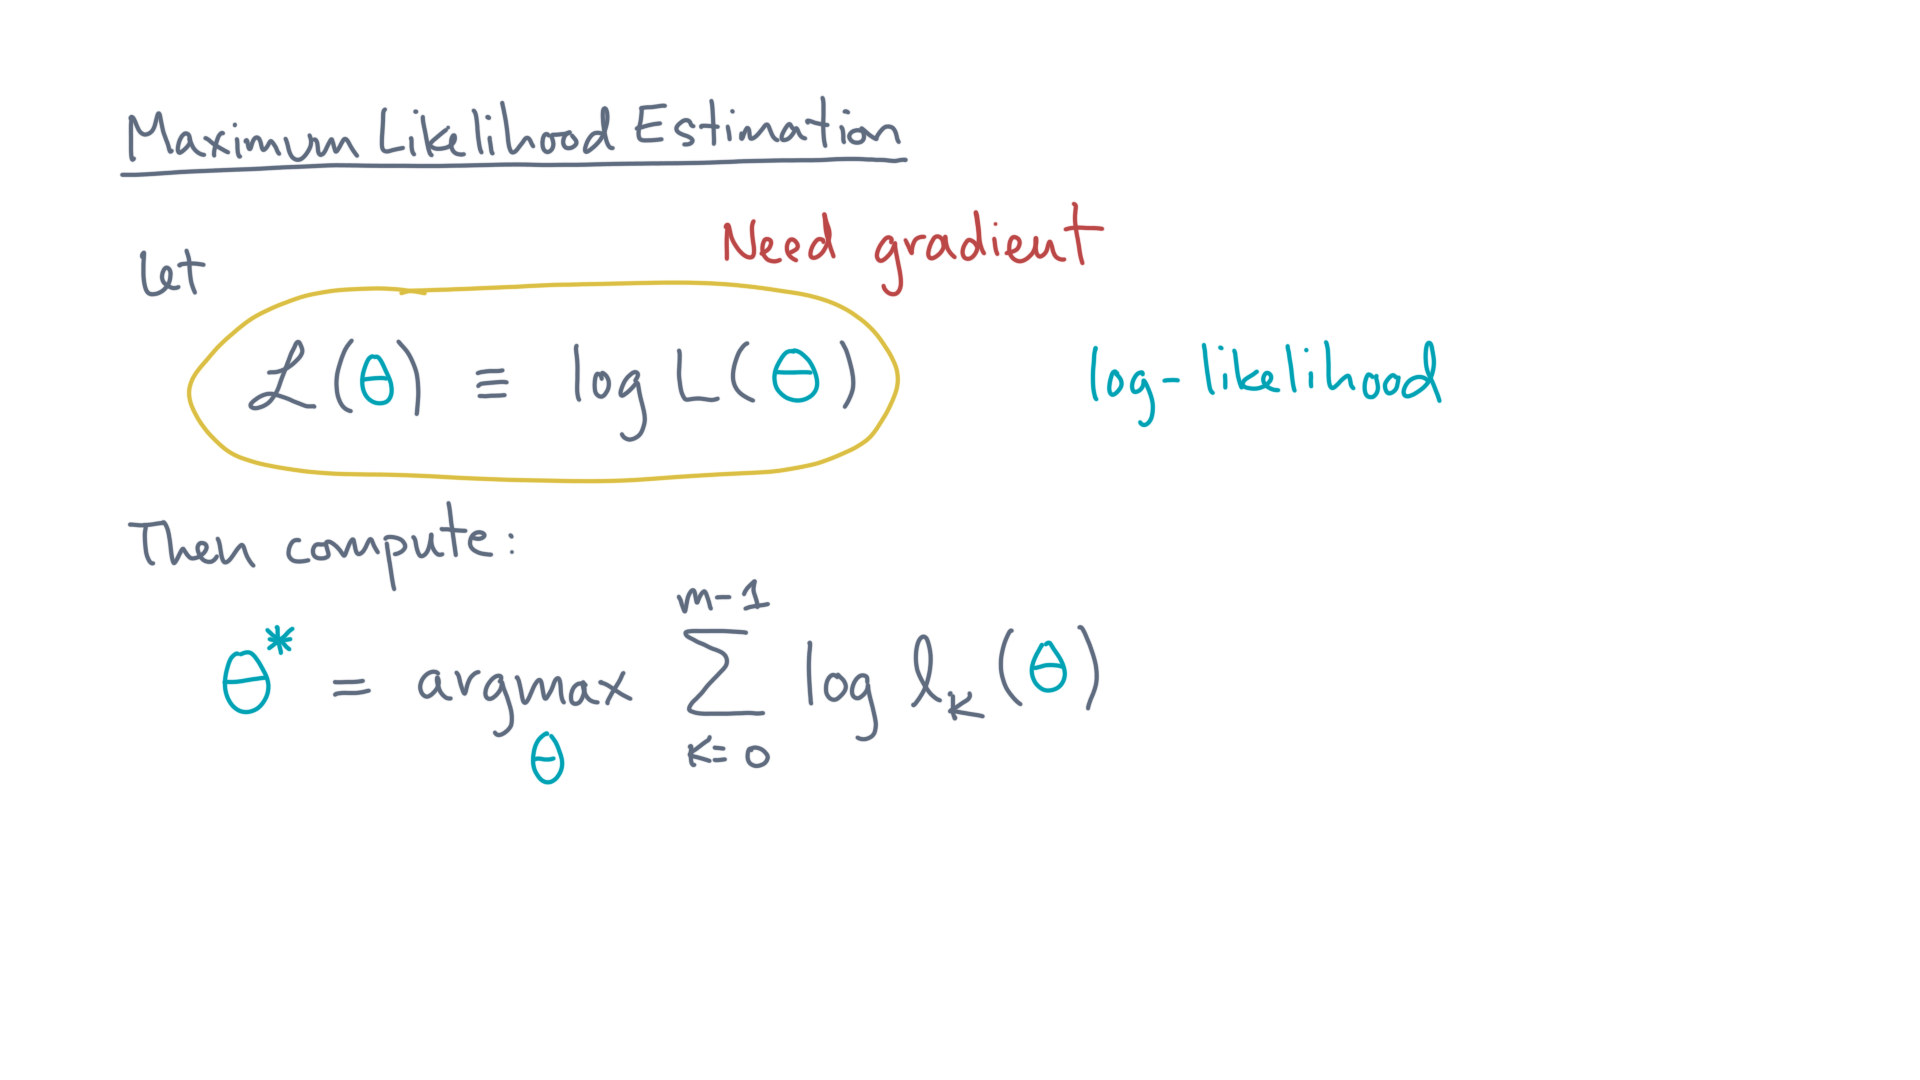 Maximum Likelihood Estimation
Need gradient
Let
ℒ(θ) ≡ log L(θ)
log-likelihood
Then compute:
m-1
θ* = argmax ∑ log ℓ_k (θ)
θ k=0